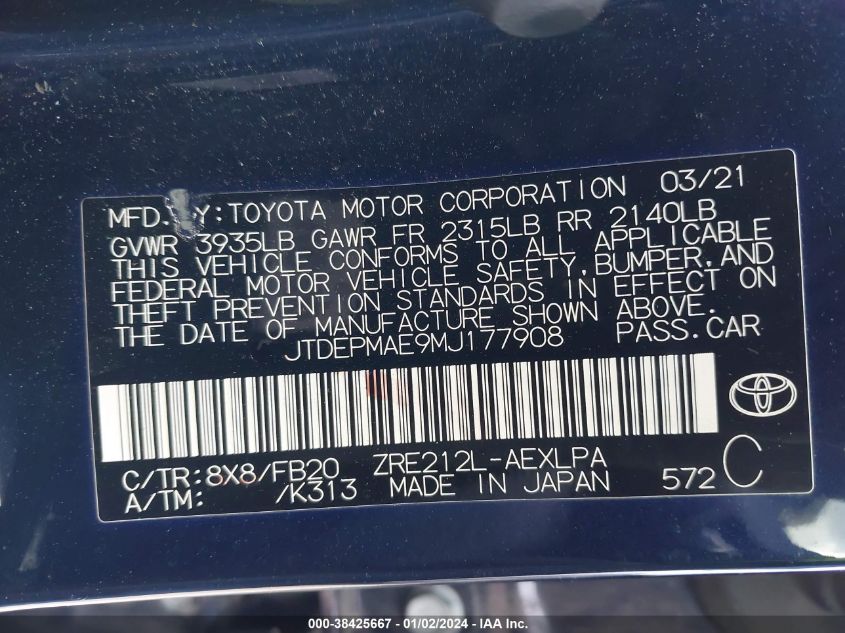 MFD. Y:TOYOTA MOTOR CORPORATION 03/21
GVWR 3935LB GAWR FR 2315LB RR 2140LB
THIS VEHICLE CONFORMS TO ALL APPLICABLE
FEDERAL MOTOR VEHICLE SAFETY,BUMPER,AND
THEFT PREVENTION STANDARDS IN EFFECT ON
THE DATE OF MANUFACTURE SHOWN ABOVE.
JTDEPMAE9MJ177908 PASS.CAR
C/TR:8X8/FB20 ZRE212L-AEXLPA
A/TM: /K313 MADE IN JAPAN 572 C
000-38425667 - 01/02/2024 - IAA Inc.